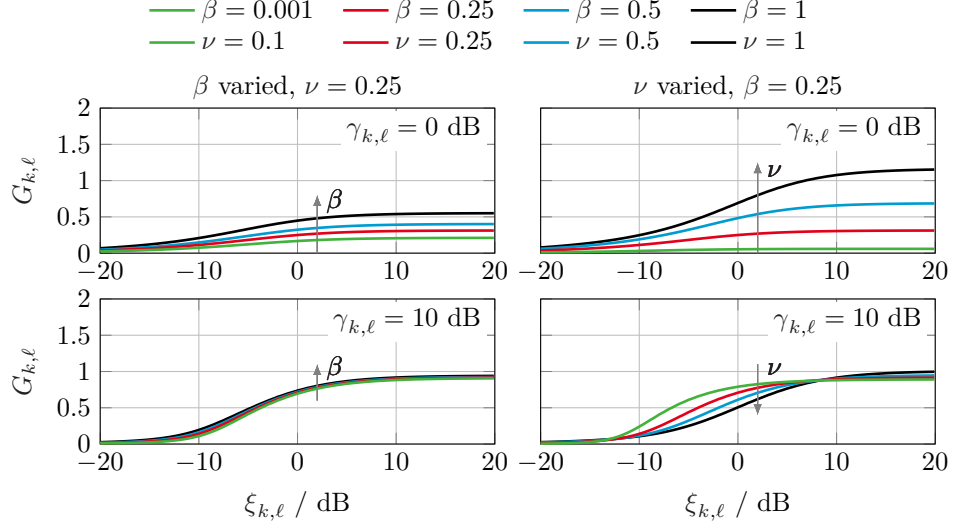 β = 0.001 β = 0.25 β = 0.5 β = 1
ν = 0.1 ν = 0.25 ν = 0.5 ν = 1
β varied, ν = 0.25
ν varied, β = 0.25
2
1.5
1
0.5
0
G_{k,ℓ}
γ_{k,ℓ} = 0 dB
β
−20 −10 0 10 20
γ_{k,ℓ} = 0 dB
ν
−20 −10 0 10 20
2
1.5
1
0.5
0
G_{k,ℓ}
γ_{k,ℓ} = 10 dB
β
−20 −10 0 10 20
ξ_{k,ℓ} / dB
γ_{k,ℓ} = 10 dB
ν
−20 −10 0 10 20
ξ_{k,ℓ} / dB